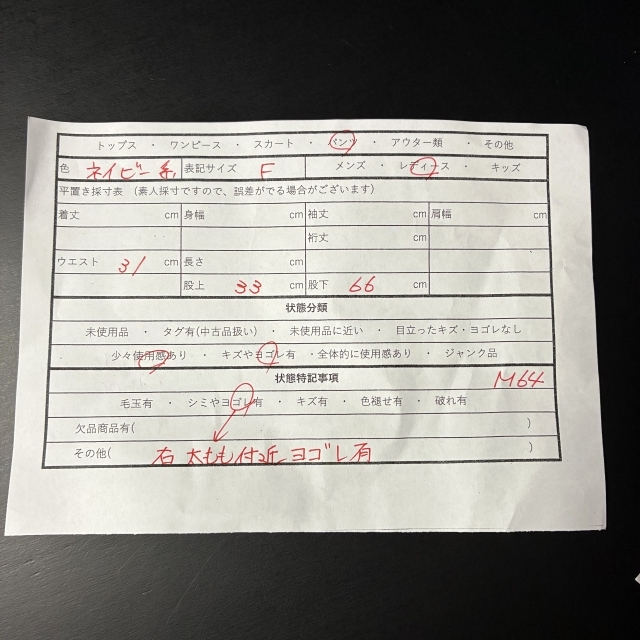 トップス ・ ワンピース ・ スカート ・ パンツ ・ アウター類 ・ その他
色 ネイビー系 表記サイズ F メンズ ・ レディース ・ キッズ
平置き採寸表 (素人採寸ですので、誤差がでる場合がございます)
着丈 cm 身幅 cm 袖丈 cm 肩幅 cm
裄丈 cm
ウエスト 31 cm 長さ cm
股上 33 cm 股下 66 cm
状態分類
未使用品 ・ タグ有(中古品扱い) ・ 未使用品に近い ・ 目立ったキズ・ヨゴレなし
少々使用感あり ・ キズやヨゴレ有 ・全体的に使用感あり ・ ジャンク品
状態特記事項 M64
毛玉有 ・ シミやヨゴレ有 ・ キズ有 ・ 色褪せ有 ・ 破れ有
欠品商品有( )
その他( 右 太もも付近 ヨゴレ有 )